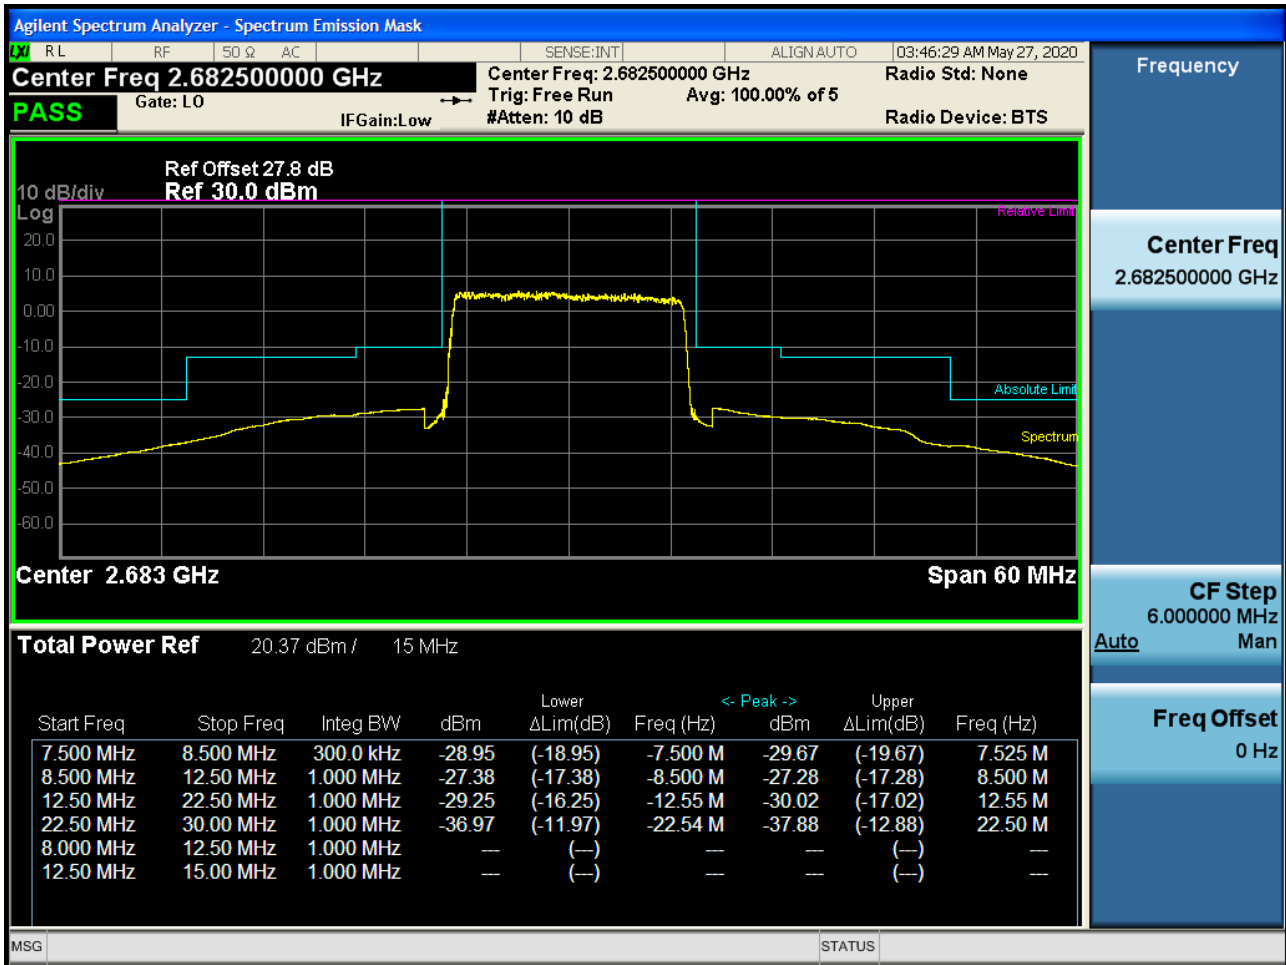 Agilent Spectrum Analyzer - Spectrum Emission Mask
LXI RL RF 50 Ω AC SENSE:INT ALIGN AUTO 03:46:29 AM May 27, 2020
Center Freq 2.682500000 GHz
Center Freq: 2.682500000 GHz
Radio Std: None
PASS
Gate: LO
Trig: Free Run Avg: 100.00% of 5
IFGain:Low
#Atten: 10 dB
Radio Device: BTS
Ref Offset 27.8 dB
10 dB/div Ref 30.0 dBm
Log
Relative Limit
20.0
10.0
0.00
-10.0
-20.0
Absolute Limit
-30.0
Spectrum
-40.0
-50.0
-60.0
Center 2.683 GHz Span 60 MHz
Total Power Ref 20.37 dBm / 15 MHz
Lower <- Peak -> Upper
Start Freq Stop Freq Integ BW dBm ΔLim(dB) Freq (Hz) dBm ΔLim(dB) Freq (Hz)
7.500 MHz 8.500 MHz 300.0 kHz -28.95 (-18.95) -7.500 M -29.67 (-19.67) 7.525 M
8.500 MHz 12.50 MHz 1.000 MHz -27.38 (-17.38) -8.500 M -27.28 (-17.28) 8.500 M
12.50 MHz 22.50 MHz 1.000 MHz -29.25 (-16.25) -12.55 M -30.02 (-17.02) 12.55 M
22.50 MHz 30.00 MHz 1.000 MHz -36.97 (-11.97) -22.54 M -37.88 (-12.88) 22.50 M
8.000 MHz 12.50 MHz 1.000 MHz --- (---) --- --- (---) ---
12.50 MHz 15.00 MHz 1.000 MHz --- (---) --- --- (---) ---
MSG STATUS
Frequency
Center Freq
2.682500000 GHz
CF Step
6.000000 MHz
Auto Man
Freq Offset
0 Hz